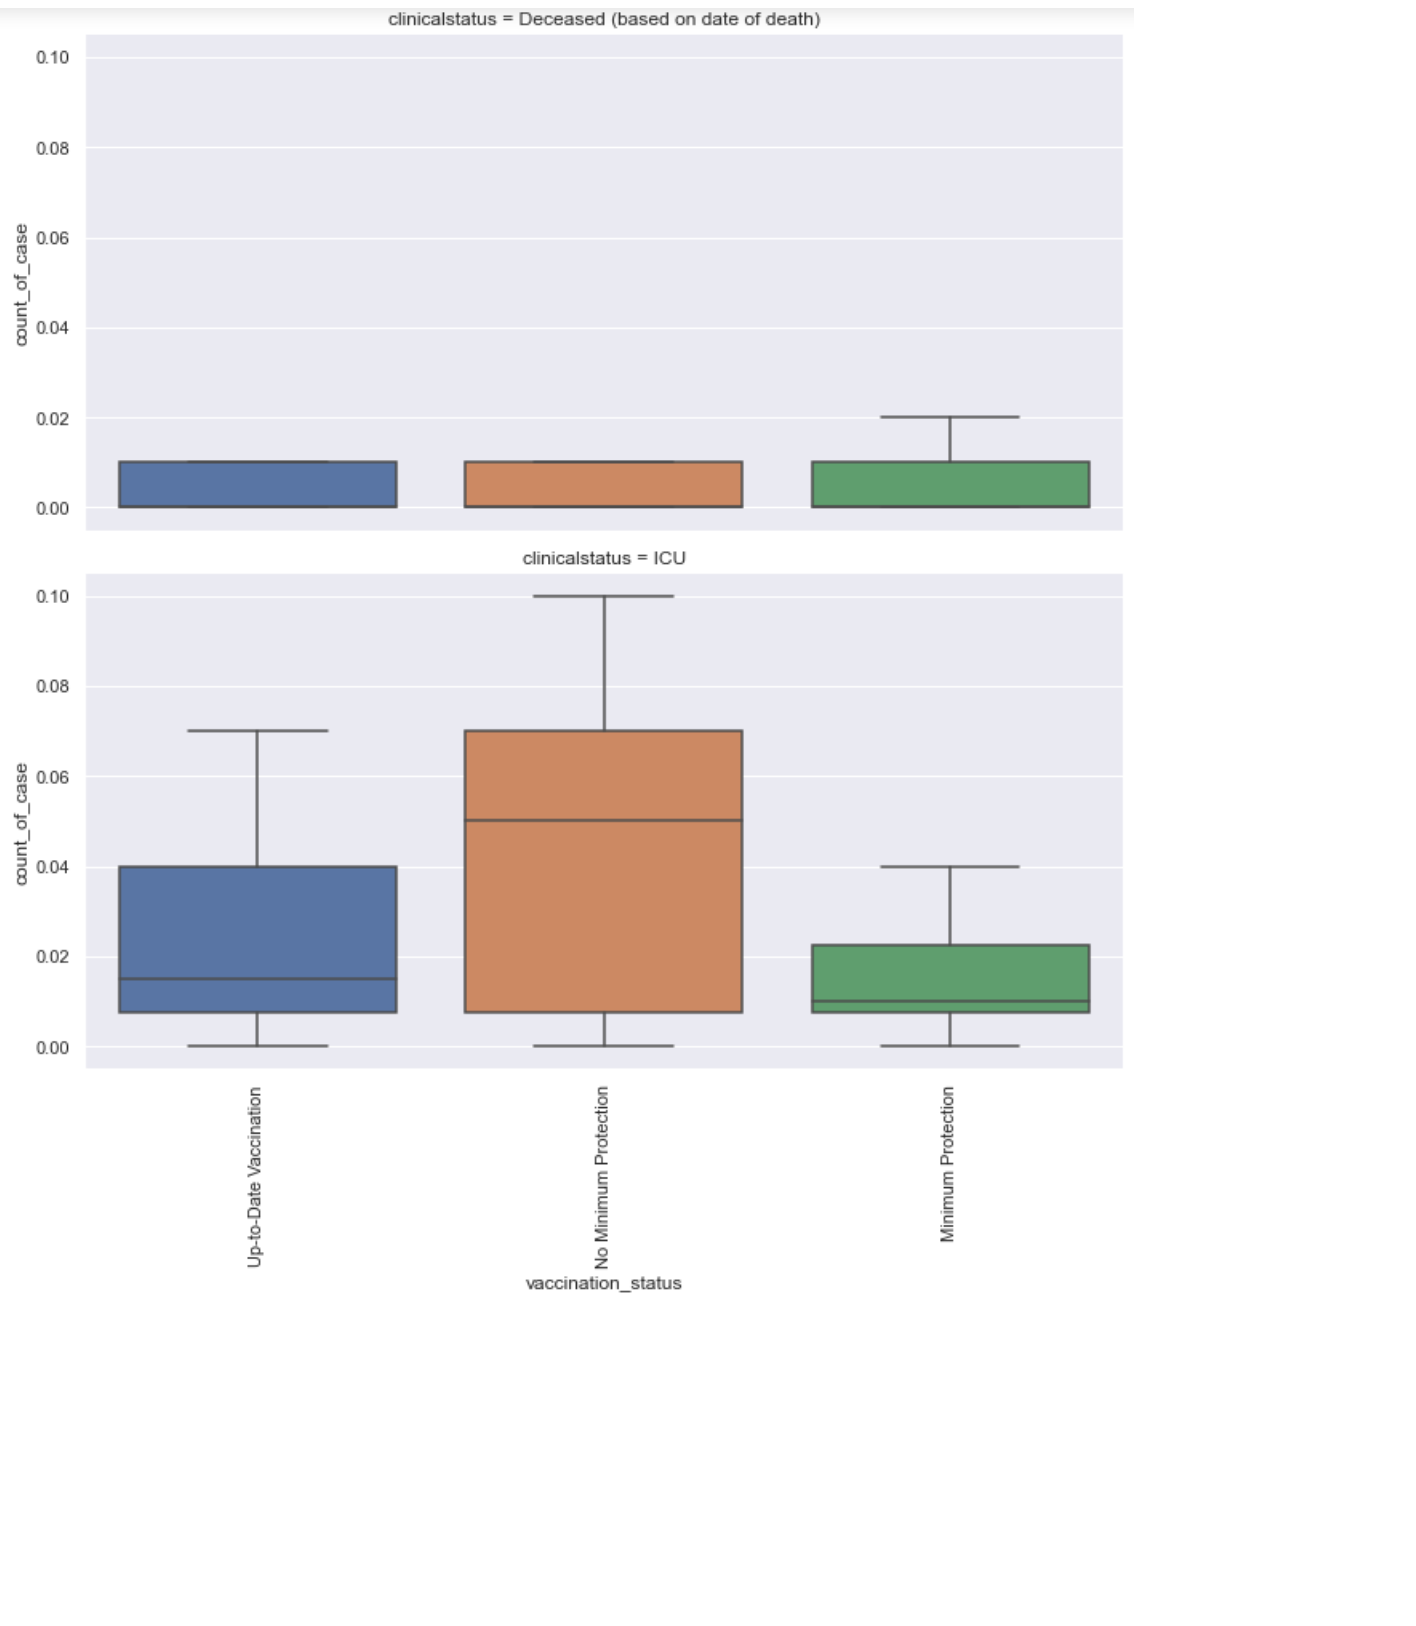 clinicalstatus = Deceased (based on date of death)
0.10
0.08
0.06
0.04
0.02
0.00
count_of_case
clinicalstatus = ICU
0.10
0.08
0.06
0.04
0.02
0.00
count_of_case
Up-to-Date Vaccination
No Minimum Protection
Minimum Protection
vaccination_status